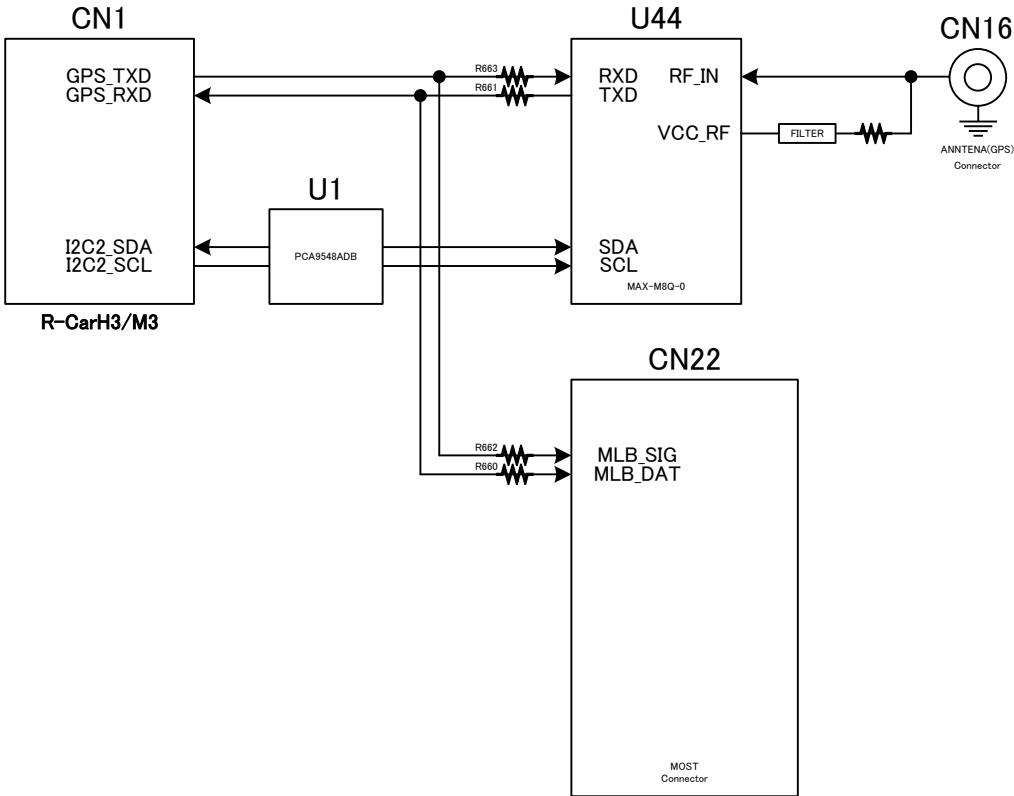 CN1
U44
CN16
R663
GPS_TXD
RXD
RF_IN
R661
GPS_RXD
TXD
VCC_RF
FILTER
ANNTENA(GPS)
Connector
U1
I2C2_SDA
I2C2_SCL
PCA9548ADB
SDA
SCL
MAX-M8Q-0
R-CarH3/M3
CN22
R662
MLB_SIG
R660
MLB_DAT
MOST
Connector